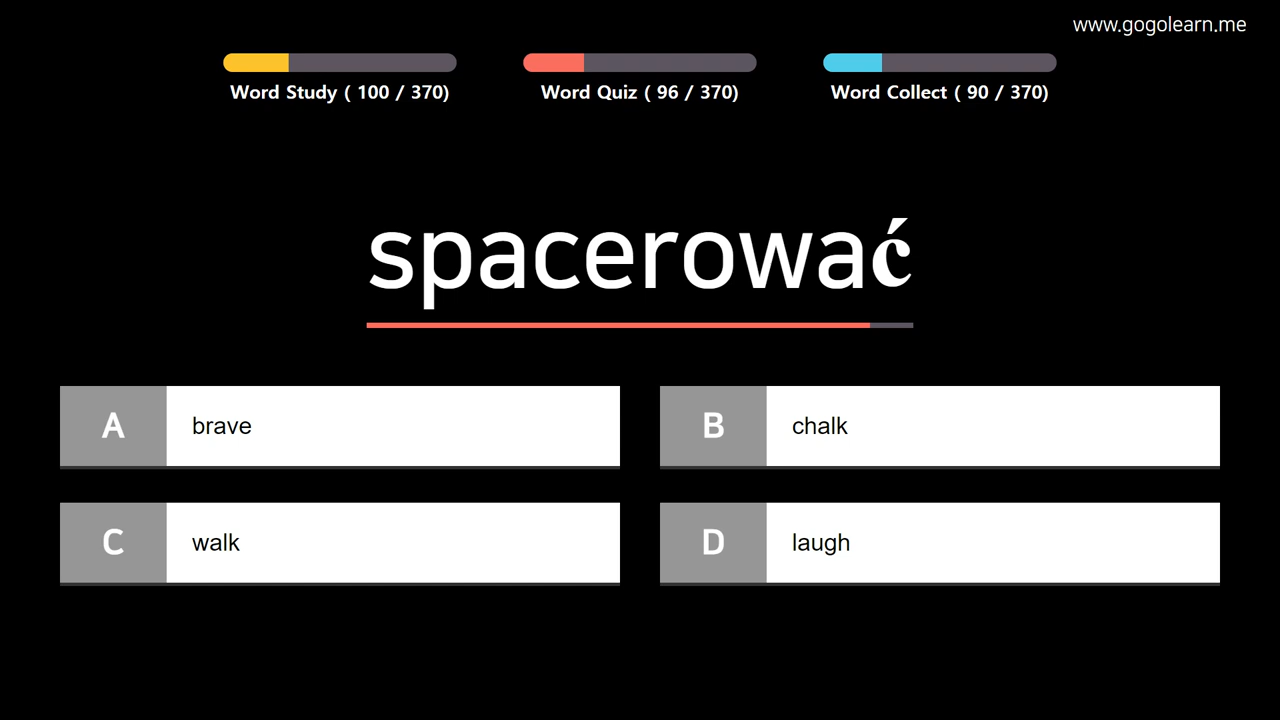 www.gogolearn.me
Word Study ( 100 / 370)
Word Quiz ( 96 / 370)
Word Collect ( 90 / 370)
spacerować
A brave
B chalk
C walk
D laugh